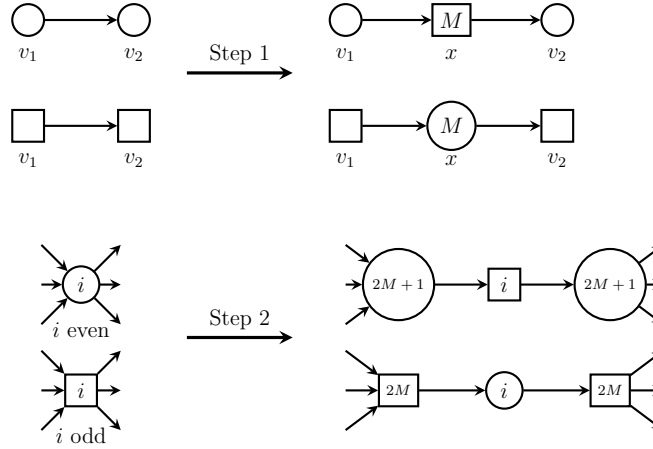 M
v₁ v₂ Step 1 v₁ x v₂
M
v₁ v₂ v₁ x v₂
i 2M + 1 i 2M + 1
i even Step 2
i 2M i 2M
i odd